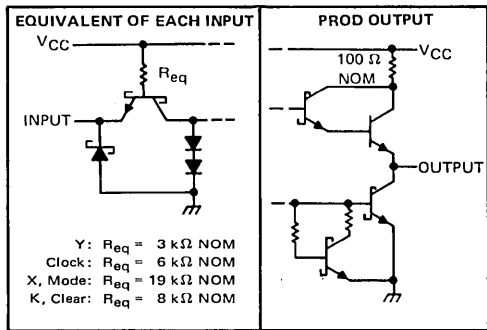 EQUIVALENT OF EACH INPUT
VCC
Req
INPUT
Y: Req = 3 kΩ NOM
Clock: Req = 6 kΩ NOM
X, Mode: Req = 19 kΩ NOM
K, Clear: Req = 8 kΩ NOM
PROD OUTPUT
VCC
100 Ω
NOM
OUTPUT